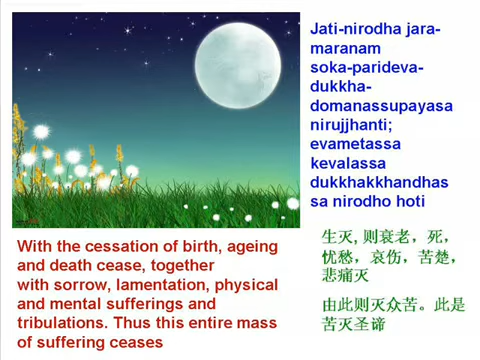 Jati-nirodha jara-
maranam
soka-parideva-
dukkha-
domanassupayasa
nirujjhanti;
evametassa
kevalassa
dukkhakkhandhas
sa nirodho hoti
With the cessation of birth, ageing
and death cease, together
with sorrow, lamentation, physical
and mental sufferings and
tribulations. Thus this entire mass
of suffering ceases
生灭, 则衰老，死，
忧愁，哀伤，苦楚，
悲痛灭
由此则灭众苦。此是
苦灭圣谛